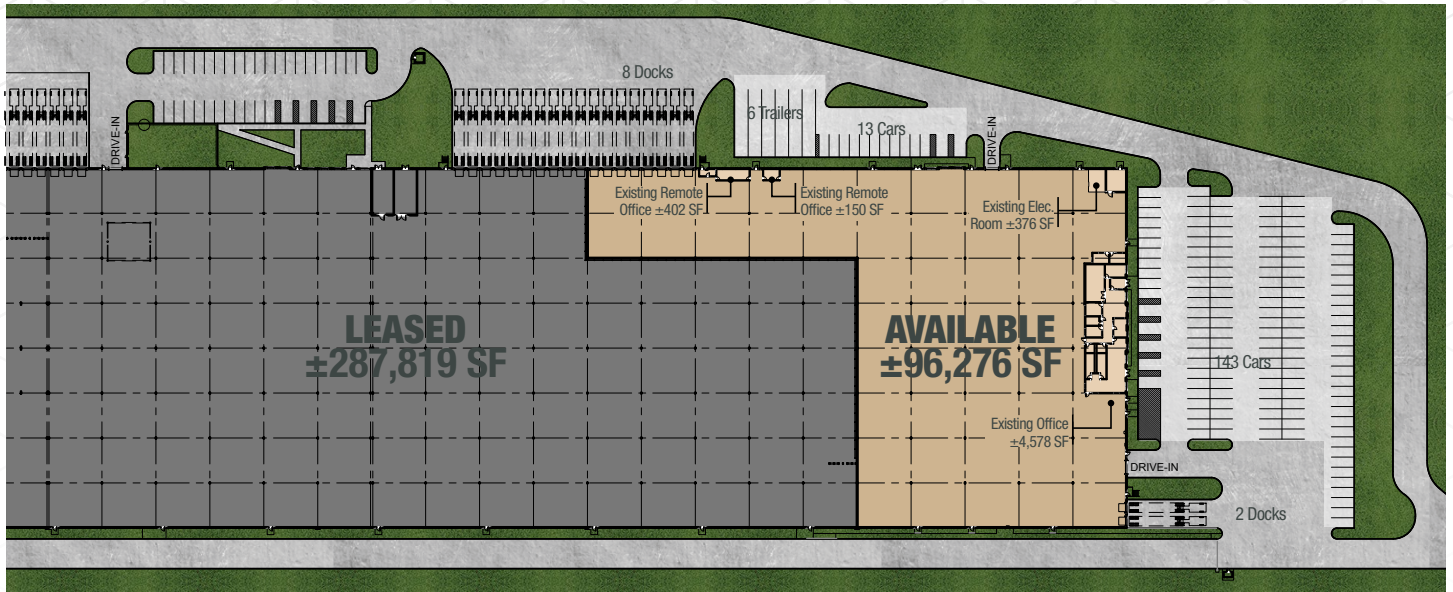 8 Docks
6 Trailers
13 Cars
DRIVE-IN
DRIVE-IN
Existing Remote
Office ±402 SF
Existing Remote
Office ±150 SF
Existing Elec.
Room ±376 SF
LEASED
±287,819 SF
AVAILABLE
±96,276 SF
143 Cars
Existing Office
±4,578 SF
DRIVE-IN
2 Docks